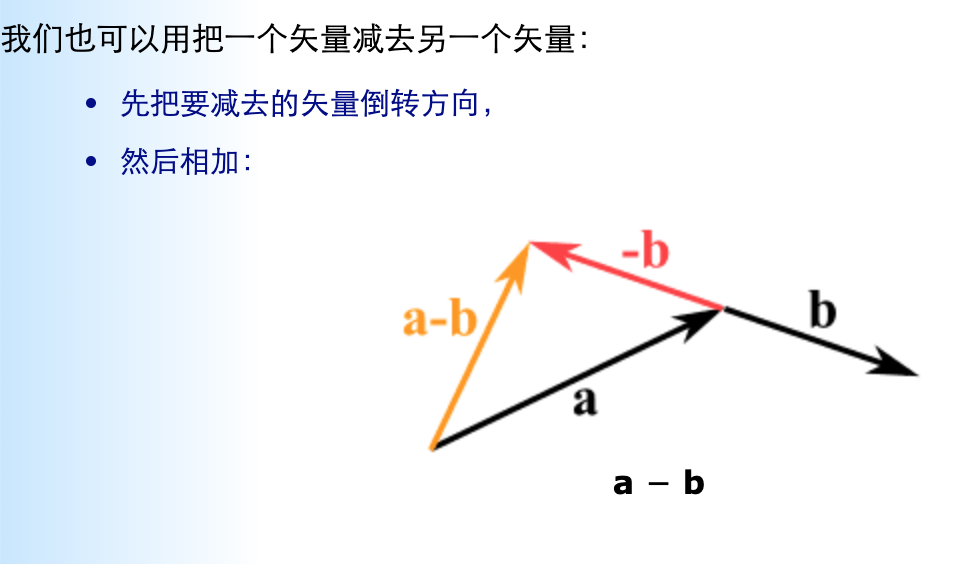 我们也可以用把一个矢量减去另一个矢量：
• 先把要减去的矢量倒转方向，
• 然后相加：
-b
b
a-b
a
a − b